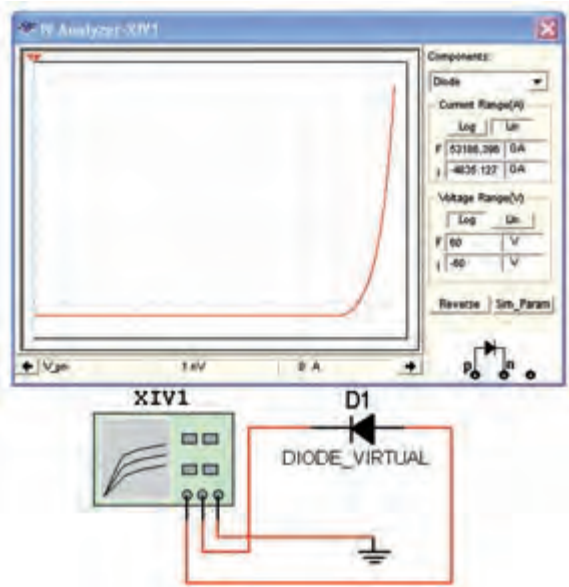 IV Analyzer-XIV1
Components:
Diode
Current Range(A)
Log Lin
F 53186.396 GA
I -4835.127 GA
Voltage Range(V)
Log Lin
F 60 V
I -60 V
Reverse Sim_Param
p n
V_pn 0 A
XIV1
D1
DIODE_VIRTUAL